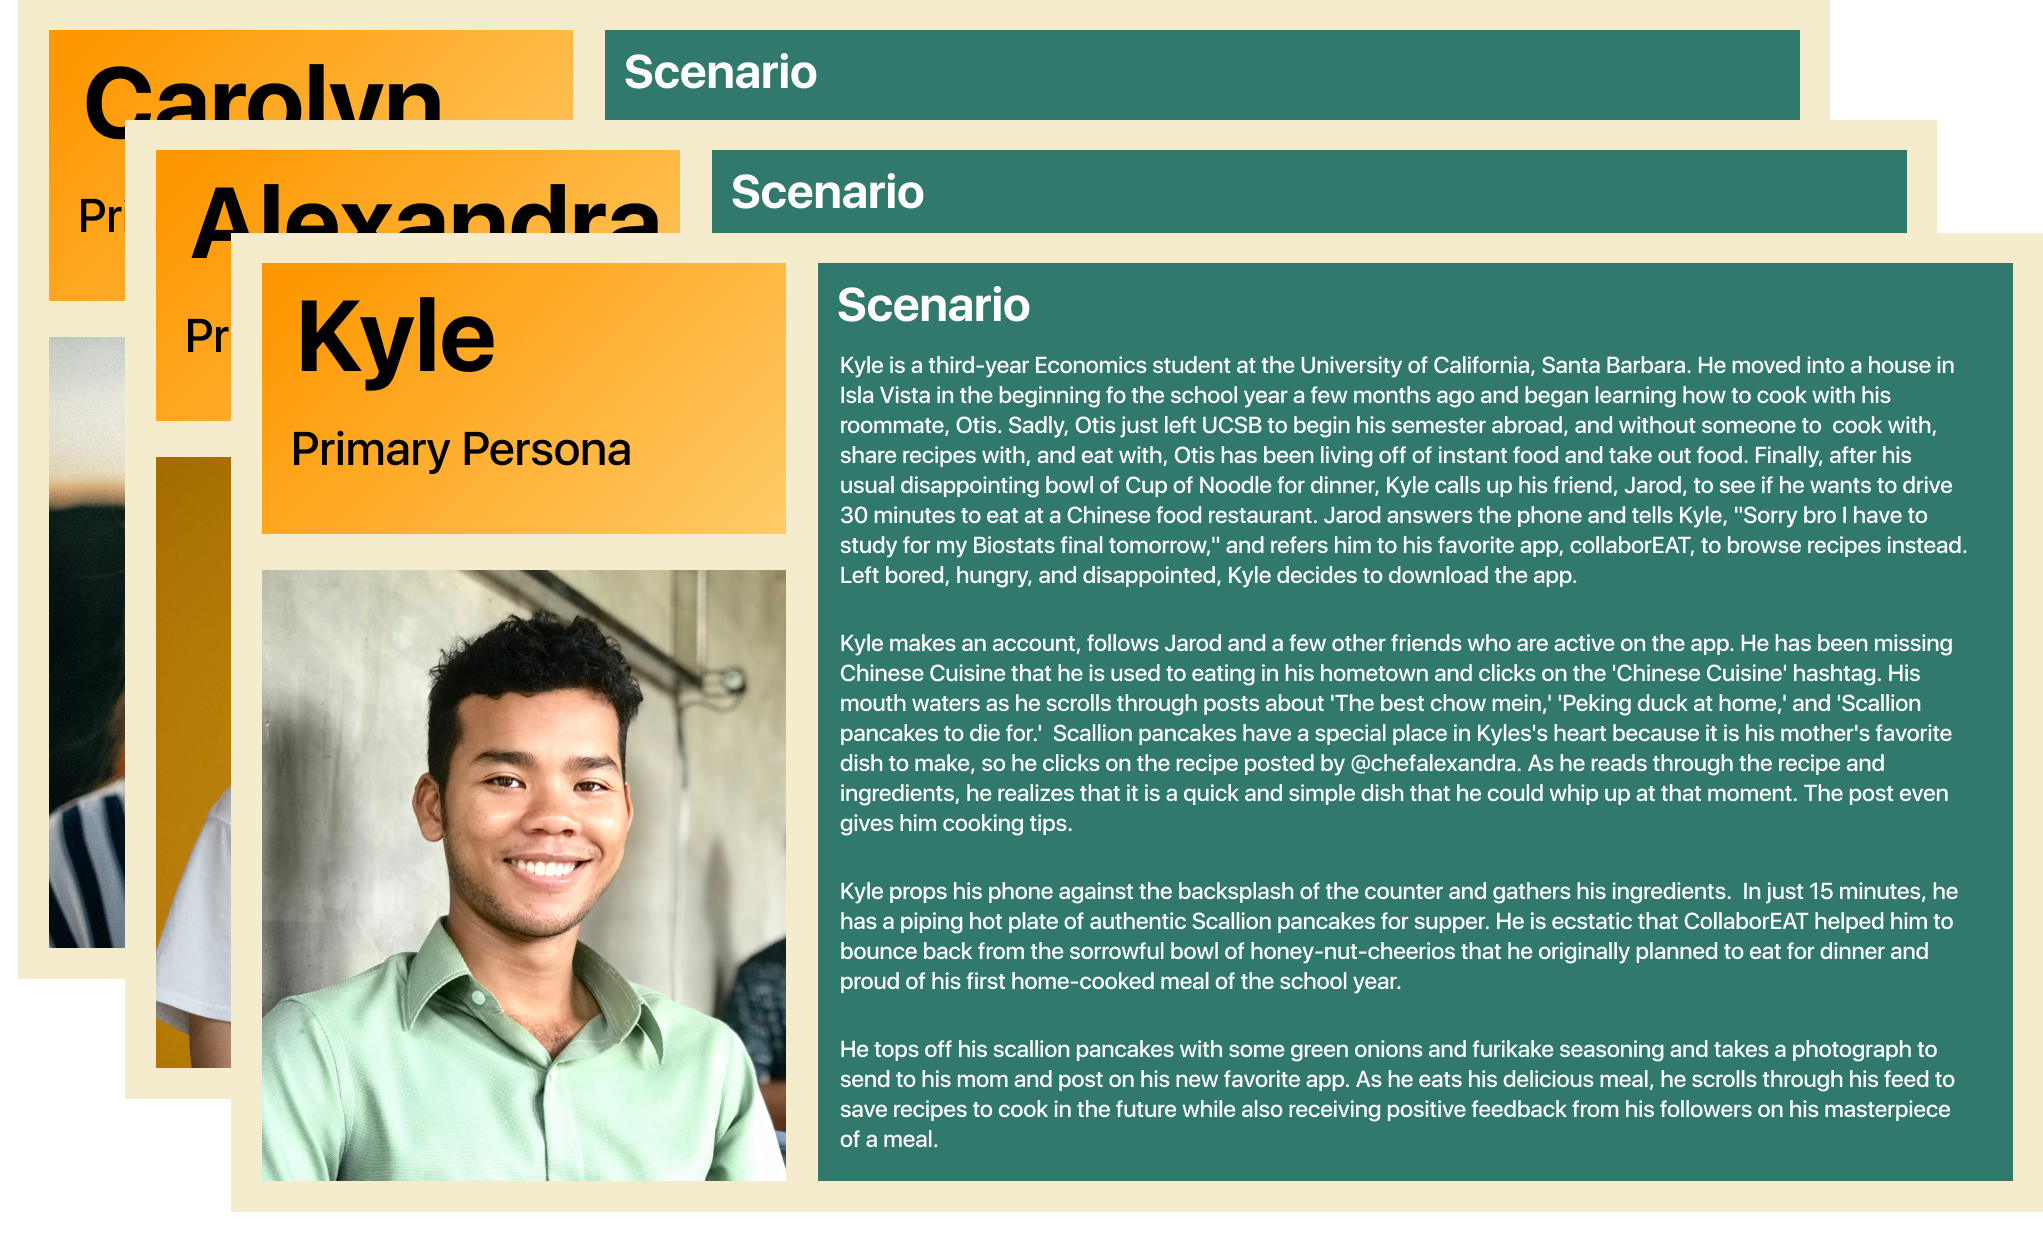 Carolyn
Scenario
Alexandra
Scenario
Kyle
Primary Persona
Scenario
Kyle is a third-year Economics student at the University of California, Santa Barbara. He moved into a house in
Isla Vista in the beginning fo the school year a few months ago and began learning how to cook with his
roommate, Otis. Sadly, Otis just left UCSB to begin his semester abroad, and without someone to  cook with,
share recipes with, and eat with, Otis has been living off of instant food and take out food. Finally, after his
usual disappointing bowl of Cup of Noodle for dinner, Kyle calls up his friend, Jarod, to see if he wants to drive
30 minutes to eat at a Chinese food restaurant. Jarod answers the phone and tells Kyle, "Sorry bro I have to
study for my Biostats final tomorrow," and refers him to his favorite app, collaborEAT, to browse recipes instead.
Left bored, hungry, and disappointed, Kyle decides to download the app.
Kyle makes an account, follows Jarod and a few other friends who are active on the app. He has been missing
Chinese Cuisine that he is used to eating in his hometown and clicks on the 'Chinese Cuisine' hashtag. His
mouth waters as he scrolls through posts about 'The best chow mein,' 'Peking duck at home,' and 'Scallion
pancakes to die for.'  Scallion pancakes have a special place in Kyles's heart because it is his mother's favorite
dish to make, so he clicks on the recipe posted by @chefalexandra. As he reads through the recipe and
ingredients, he realizes that it is a quick and simple dish that he could whip up at that moment. The post even
gives him cooking tips.
Kyle props his phone against the backsplash of the counter and gathers his ingredients.  In just 15 minutes, he
has a piping hot plate of authentic Scallion pancakes for supper. He is ecstatic that CollaborEAT helped him to
bounce back from the sorrowful bowl of honey-nut-cheerios that he originally planned to eat for dinner and
proud of his first home-cooked meal of the school year.
He tops off his scallion pancakes with some green onions and furikake seasoning and takes a photograph to
send to his mom and post on his new favorite app. As he eats his delicious meal, he scrolls through his feed to
save recipes to cook in the future while also receiving positive feedback from his followers on his masterpiece
of a meal.